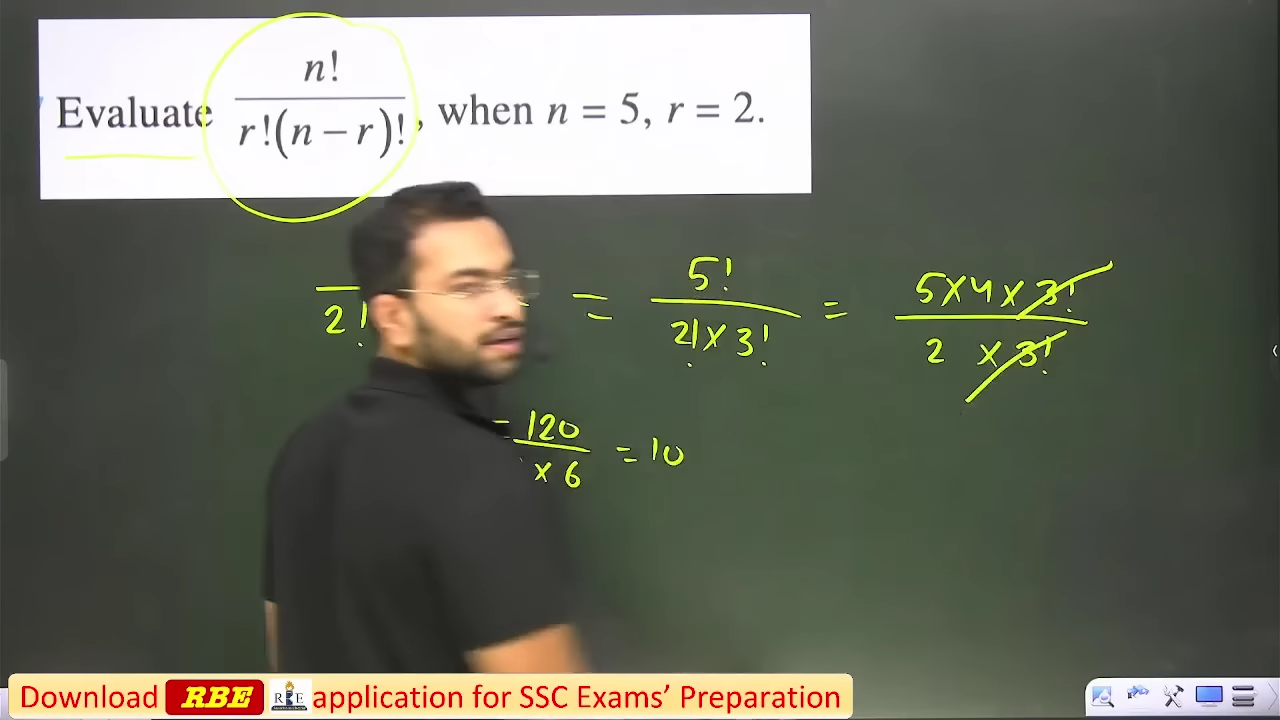 Evaluate n! / r!(n – r)! , when n = 5, r = 2.
2! = 5! / 2! × 3! = 5 × 4 × 3! / 2 × 3!
= 120 / × 6 = 10
Download RBE RBE application for SSC Exams' Preparation